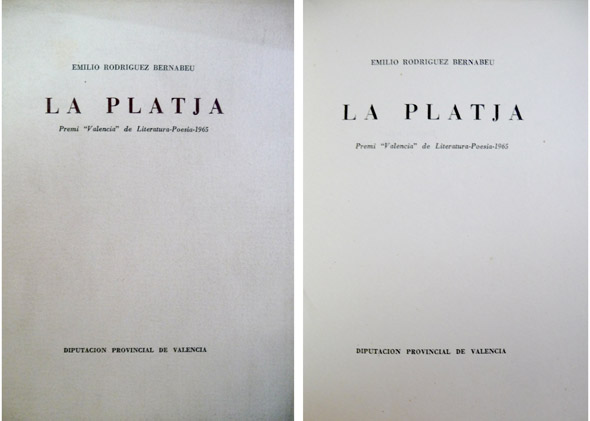 EMILIO RODRIGUEZ BERNABEU
LA PLATJA
Premi "Valencia" de Literatura-Poesia-1965
DIPUTACION PROVINCIAL DE VALENCIA
EMILIO RODRIGUEZ BERNABEU
LA PLATJA
Premi "Valencia" de Literatura-Poesia-1965
DIPUTACION PROVINCIAL DE VALENCIA